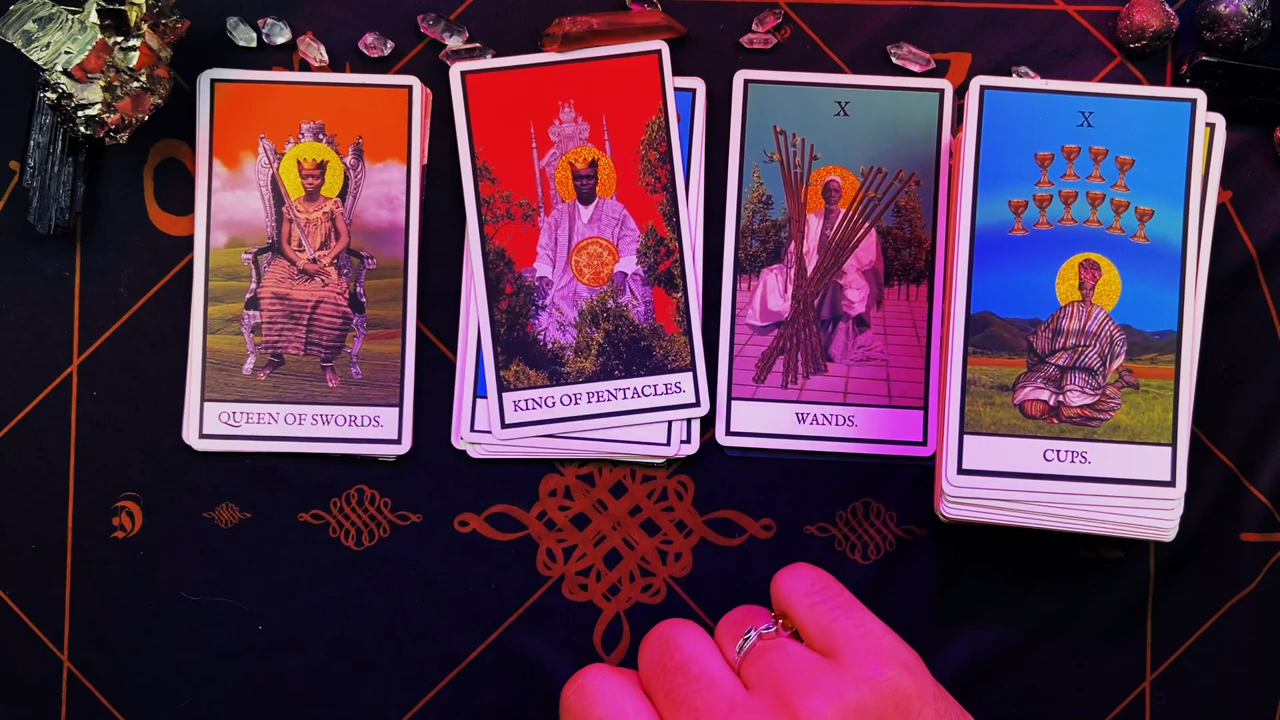 QUEEN OF SWORDS.
KING OF PENTACLES.
X
WANDS.
X
CUPS.